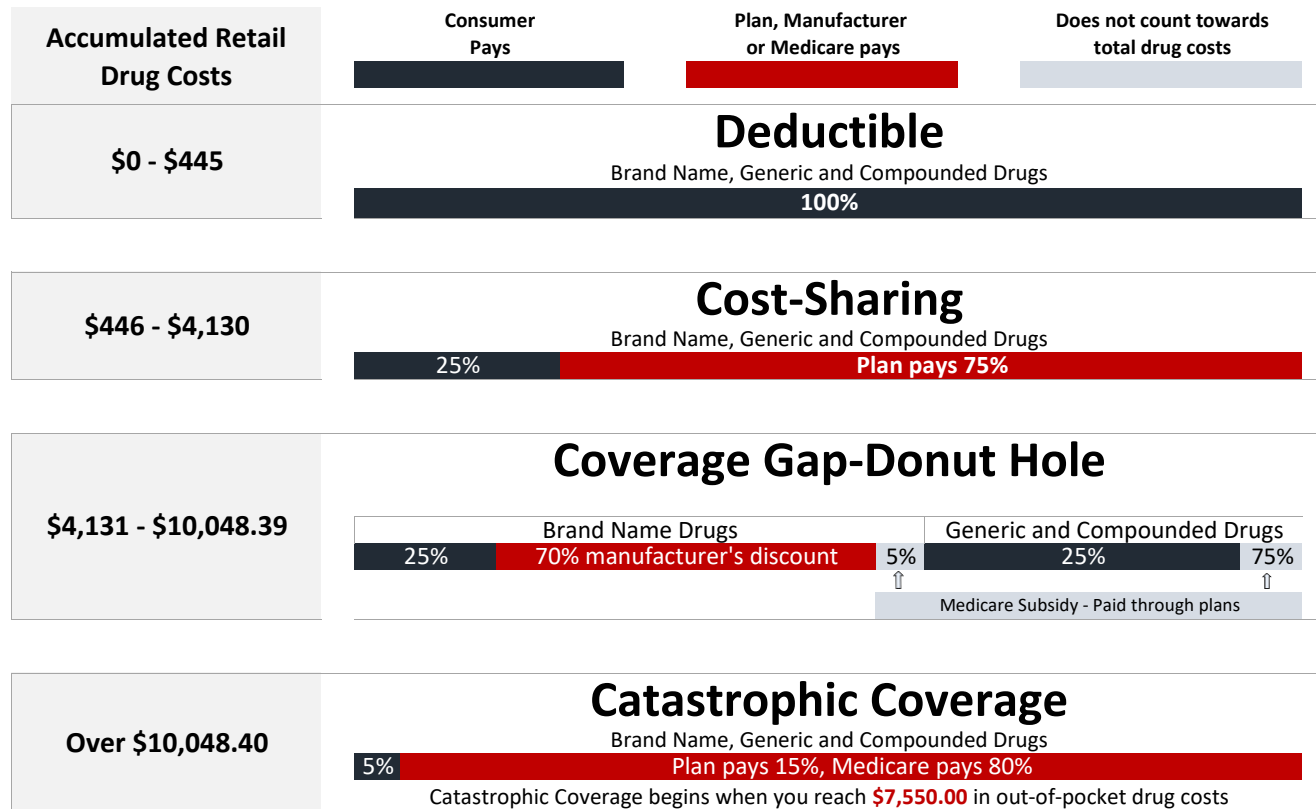 Accumulated Retail
Drug Costs
Consumer
Pays
Plan, Manufacturer
or Medicare pays
Does not count towards
total drug costs
$0 - $445
Deductible
Brand Name, Generic and Compounded Drugs
100%
$446 - $4,130
Cost-Sharing
Brand Name, Generic and Compounded Drugs
25%
Plan pays 75%
$4,131 - $10,048.39
Coverage Gap-Donut Hole
Brand Name Drugs
Generic and Compounded Drugs
25%
70% manufacturer's discount
5%
25%
75%
⇧
⇧
Medicare Subsidy - Paid through plans
Over $10,048.40
Catastrophic Coverage
Brand Name, Generic and Compounded Drugs
5%
Plan pays 15%, Medicare pays 80%
Catastrophic Coverage begins when you reach $7,550.00 in out-of-pocket drug costs